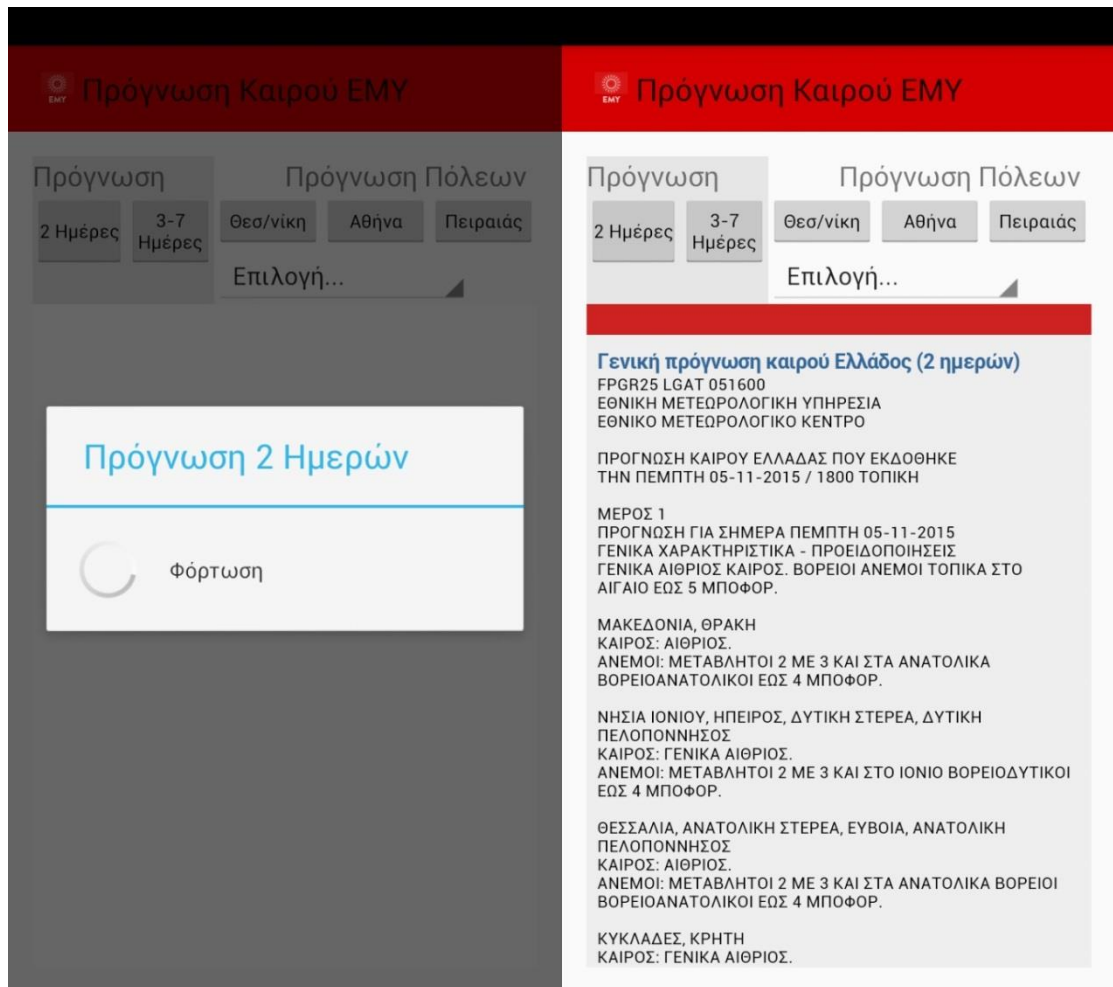 ΕΜΥ
Πρόγνωση Καιρού ΕΜΥ
Πρόγνωση
Πρόγνωση Πόλεων
2 Ημέρες
3-7 Ημέρες
Θεσ/νίκη
Αθήνα
Πειραιάς
Επιλογή...
Πρόγνωση 2 Ημερών
Φόρτωση
ΕΜΥ
Πρόγνωση Καιρού ΕΜΥ
Πρόγνωση
Πρόγνωση Πόλεων
2 Ημέρες
3-7 Ημέρες
Θεσ/νίκη
Αθήνα
Πειραιάς
Επιλογή...
Γενική πρόγνωση καιρού Ελλάδος (2 ημερών)
FPGR25 LGAT 051600
ΕΘΝΙΚΗ ΜΕΤΕΩΡΟΛΟΓΙΚΗ ΥΠΗΡΕΣΙΑ
ΕΘΝΙΚΟ ΜΕΤΕΩΡΟΛΟΓΙΚΟ ΚΕΝΤΡΟ
ΠΡΟΓΝΩΣΗ ΚΑΙΡΟΥ ΕΛΛΑΔΑΣ ΠΟΥ ΕΚΔΟΘΗΚΕ
ΤΗΝ ΠΕΜΠΤΗ 05-11-2015 / 1800 ΤΟΠΙΚΗ
ΜΕΡΟΣ 1
ΠΡΟΓΝΩΣΗ ΓΙΑ ΣΗΜΕΡΑ ΠΕΜΠΤΗ 05-11-2015
ΓΕΝΙΚΑ ΧΑΡΑΚΤΗΡΙΣΤΙΚΑ - ΠΡΟΕΙΔΟΠΟΙΗΣΕΙΣ
ΓΕΝΙΚΑ ΑΙΘΡΙΟΣ ΚΑΙΡΟΣ. ΒΟΡΕΙΟΙ ΑΝΕΜΟΙ ΤΟΠΙΚΑ ΣΤΟ
ΑΙΓΑΙΟ ΕΩΣ 5 ΜΠΟΦΟΡ.
ΜΑΚΕΔΟΝΙΑ, ΘΡΑΚΗ
ΚΑΙΡΟΣ: ΑΙΘΡΙΟΣ.
ΑΝΕΜΟΙ: ΜΕΤΑΒΛΗΤΟΙ 2 ΜΕ 3 ΚΑΙ ΣΤΑ ΑΝΑΤΟΛΙΚΑ
ΒΟΡΕΙΟΑΝΑΤΟΛΙΚΟΙ ΕΩΣ 4 ΜΠΟΦΟΡ.
ΝΗΣΙΑ ΙΟΝΙΟΥ, ΗΠΕΙΡΟΣ, ΔΥΤΙΚΗ ΣΤΕΡΕΑ, ΔΥΤΙΚΗ
ΠΕΛΟΠΟΝΝΗΣΟΣ
ΚΑΙΡΟΣ: ΓΕΝΙΚΑ ΑΙΘΡΙΟΣ.
ΑΝΕΜΟΙ: ΜΕΤΑΒΛΗΤΟΙ 2 ΜΕ 3 ΚΑΙ ΣΤΟ ΙΟΝΙΟ ΒΟΡΕΙΟΔΥΤΙΚΟΙ
ΕΩΣ 4 ΜΠΟΦΟΡ.
ΘΕΣΣΑΛΙΑ, ΑΝΑΤΟΛΙΚΗ ΣΤΕΡΕΑ, ΕΥΒΟΙΑ, ΑΝΑΤΟΛΙΚΗ
ΠΕΛΟΠΟΝΝΗΣΟΣ
ΚΑΙΡΟΣ: ΑΙΘΡΙΟΣ.
ΑΝΕΜΟΙ: ΜΕΤΑΒΛΗΤΟΙ 2 ΜΕ 3 ΚΑΙ ΣΤΑ ΑΝΑΤΟΛΙΚΑ ΒΟΡΕΙΟΙ
ΒΟΡΕΙΟΑΝΑΤΟΛΙΚΟΙ ΕΩΣ 4 ΜΠΟΦΟΡ.
ΚΥΚΛΑΔΕΣ, ΚΡΗΤΗ
ΚΑΙΡΟΣ: ΓΕΝΙΚΑ ΑΙΘΡΙΟΣ.